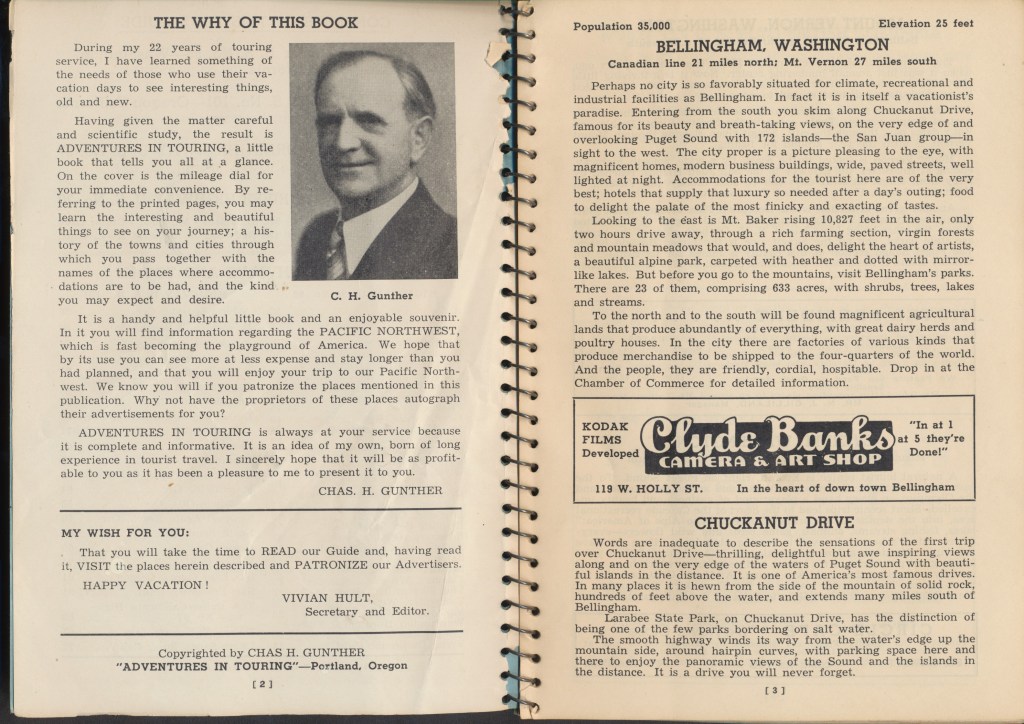 THE WHY OF THIS BOOK
During my 22 years of touring
service, I have learned something of
the needs of those who use their va-
cation days to see interesting things,
old and new.
Having given the matter careful
and scientific study, the result is
ADVENTURES IN TOURING, a little
book that tells you all at a glance.
On the cover is the mileage dial for
your immediate convenience. By re-
ferring to the printed pages, you may
learn the interesting and beautiful
things to see on your journey; a his-
tory of the towns and cities through
which you pass together with the
names of the places where accommo-
dations are to be had, and the kind
you may expect and desire.
C. H. Gunther
It is a handy and helpful little book and an enjoyable souvenir.
In it you will find information regarding the PACIFIC NORTHWEST,
which is fast becoming the playground of America. We hope that
by its use you can see more at less expense and stay longer than you
had planned, and that you will enjoy your trip to our Pacific North-
west. We know you will if you patronize the places mentioned in this
publication. Why not have the proprietors of these places autograph
their advertisements for you?
ADVENTURES IN TOURING is always at your service because
it is complete and informative. It is an idea of my own, born of long
experience in tourist travel. I sincerely hope that it will be as profit-
able to you as it has been a pleasure to me to present it to you.
CHAS. H. GUNTHER
MY WISH FOR YOU:
That you will take the time to READ our Guide and, having read
it, VISIT the places herein described and PATRONIZE our Advertisers.
HAPPY VACATION!
VIVIAN HULT,
Secretary and Editor.
Copyrighted by CHAS H. GUNTHER
"ADVENTURES IN TOURING"—Portland, Oregon
[ 2 ]
Population 35,000 Elevation 25 feet
BELLINGHAM, WASHINGTON
Canadian line 21 miles north; Mt. Vernon 27 miles south
Perhaps no city is so favorably situated for climate, recreational and
industrial facilities as Bellingham. In fact it is in itself a vacationist's
paradise. Entering from the south you skim along Chuckanut Drive,
famous for its beauty and breath-taking views, on the very edge of and
overlooking Puget Sound with 172 islands—the San Juan group—in
sight to the west. The city proper is a picture pleasing to the eye, with
magnificent homes, modern business buildings, wide, paved streets, well
lighted at night. Accommodations for the tourist here are of the very
best; hotels that supply that luxury so needed after a day's outing; food
to delight the palate of the most finicky and exacting of tastes.
Looking to the east is Mt. Baker rising 10,827 feet in the air, only
two hours drive away, through a rich farming section, virgin forests
and mountain meadows that would, and does, delight the heart of artists,
a beautiful alpine park, carpeted with heather and dotted with mirror-
like lakes. But before you go to the mountains, visit Bellingham's parks.
There are 23 of them, comprising 633 acres, with shrubs, trees, lakes
and streams.
To the north and to the south will be found magnificent agricultural
lands that produce abundantly of everything, with great dairy herds and
poultry houses. In the city there are factories of various kinds that
produce merchandise to be shipped to the four-quarters of the world.
And the people, they are friendly, cordial, hospitable. Drop in at the
Chamber of Commerce for detailed information.
KODAK
FILMS
Developed
Clyde Banks
CAMERA & ART SHOP
"In at 1
at 5 they're
Done!"
119 W. HOLLY ST. In the heart of down town Bellingham
CHUCKANUT DRIVE
Words are inadequate to describe the sensations of the first trip
over Chuckanut Drive—thrilling, delightful but awe inspiring views
along and on the very edge of the waters of Puget Sound with beauti-
ful islands in the distance. It is one of America's most famous drives.
In many places it is hewn from the side of the mountain of solid rock,
hundreds of feet above the water, and extends many miles south of
Bellingham.
Larabee State Park, on Chuckanut Drive, has the distinction of
being one of the few parks bordering on salt water.
The smooth highway winds its way from the water's edge up the
mountain side, around hairpin curves, with parking space here and
there to enjoy the panoramic views of the Sound and the islands in
the distance. It is a drive you will never forget.
[ 3 ]